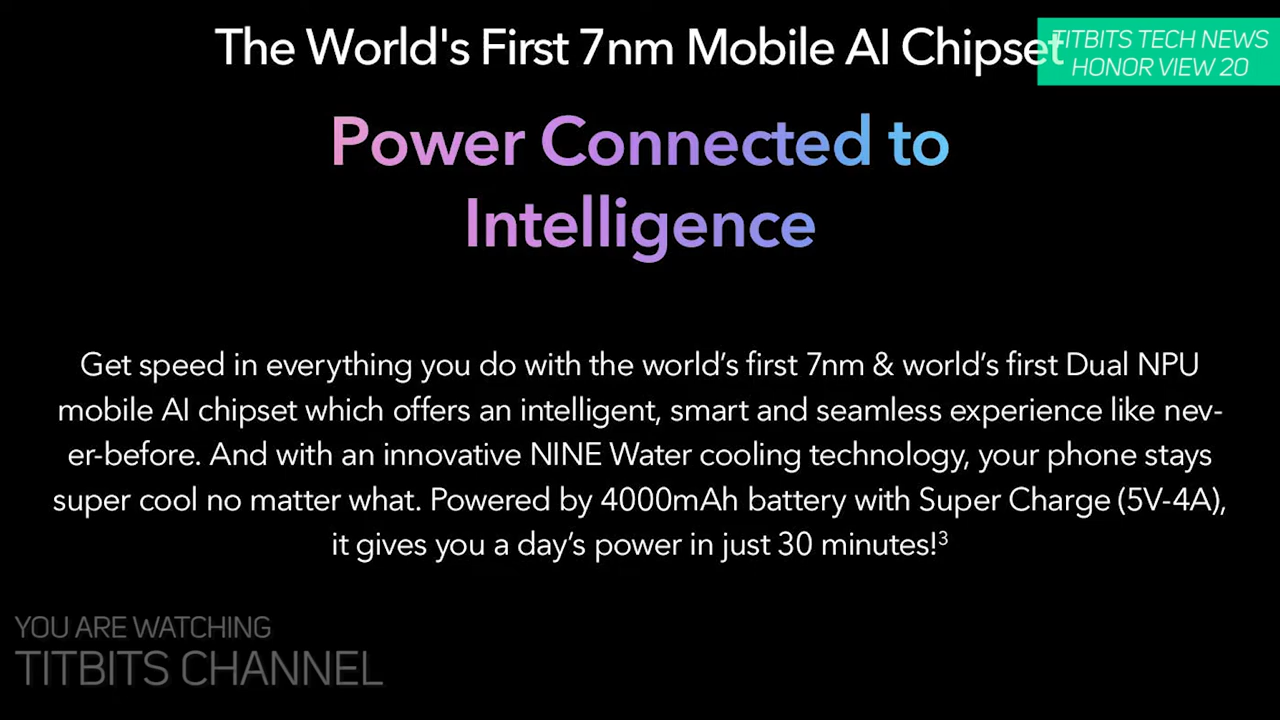 The World's First 7nm Mobile AI Chipset
TITBITS TECH NEWS
HONOR VIEW 20
Power Connected to
Intelligence
Get speed in everything you do with the world’s first 7nm & world’s first Dual NPU
mobile AI chipset which offers an intelligent, smart and seamless experience like nev-
er-before. And with an innovative NINE Water cooling technology, your phone stays
super cool no matter what. Powered by 4000mAh battery with Super Charge (5V-4A),
it gives you a day’s power in just 30 minutes!³
YOU ARE WATCHING
TITBITS CHANNEL